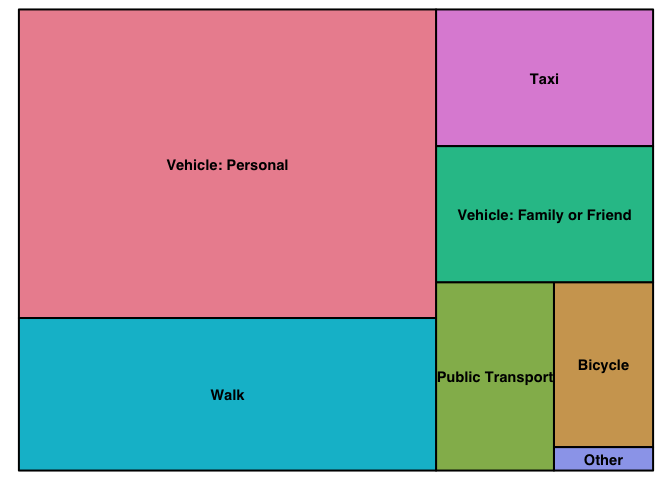 Vehicle: Personal
Walk
Taxi
Vehicle: Family or Friend
Public Transport
Bicycle
Other